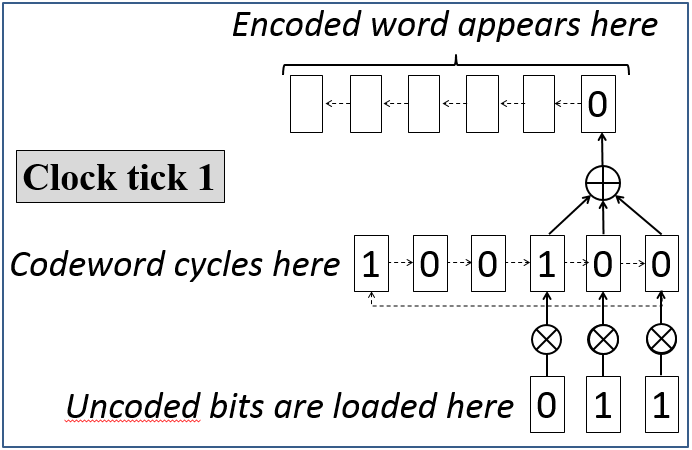 Encoded word appears here
0
Clock tick 1
Codeword cycles here 1 0 0 1 0 0
Uncoded bits are loaded here 0 1 1